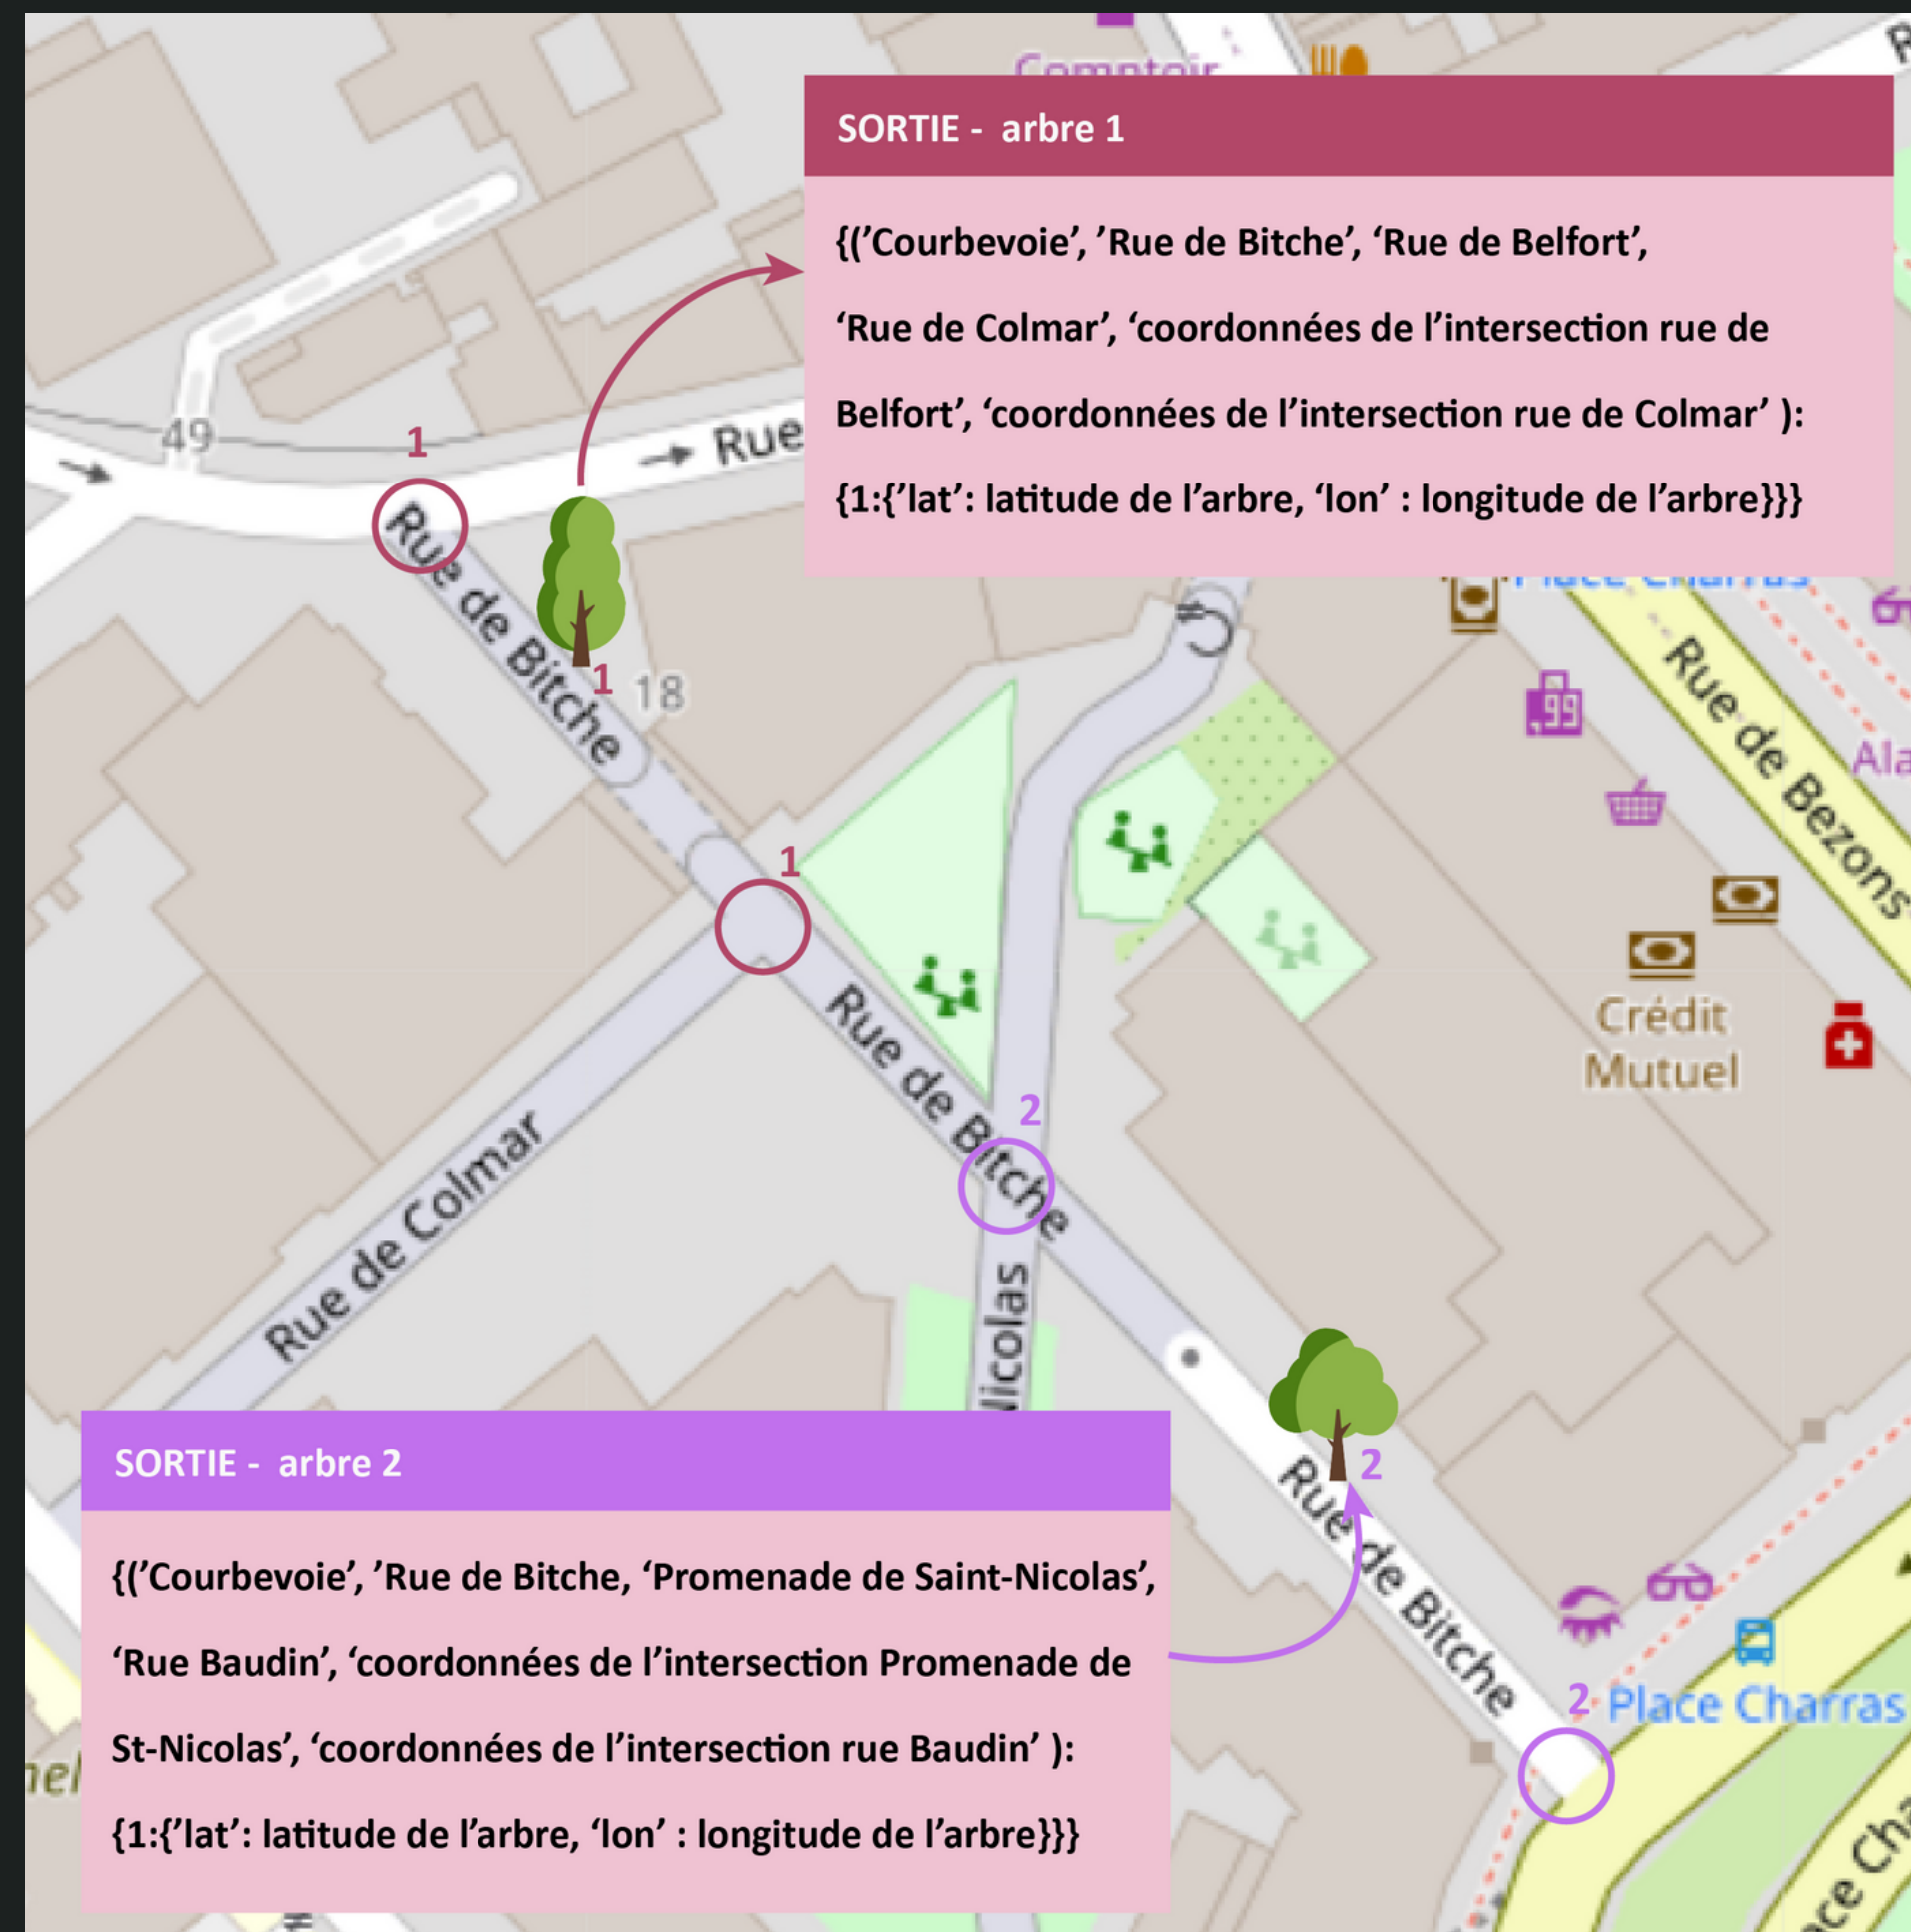 Comptoir
SORTIE -  arbre 1
{(’Courbevoie’, ’Rue de Bitche’, ‘Rue de Belfort’,
‘Rue de Colmar’, ‘coordonnées de l’intersection rue de
Belfort’, ‘coordonnées de l’intersection rue de Colmar’ ):
{1:{’lat’: latitude de l’arbre, ‘lon’ : longitude de l’arbre}}}
49
1
Rue
Rue de Bitche
1
18
Place Charras
Rue de Bezons
Ala
1
Rue de Bitche
Crédit
Mutuel
2
Rue de Colmar
Nicolas
SORTIE -  arbre 2
{(’Courbevoie’, ’Rue de Bitche, ‘Promenade de Saint-Nicolas’,
‘Rue Baudin’, ‘coordonnées de l’intersection Promenade de
St-Nicolas’, ‘coordonnées de l’intersection rue Baudin’ ):
{1:{’lat’: latitude de l’arbre, ‘lon’ : longitude de l’arbre}}}
2
Rue de Bitche
2
Place Charras
nel
ace Cha